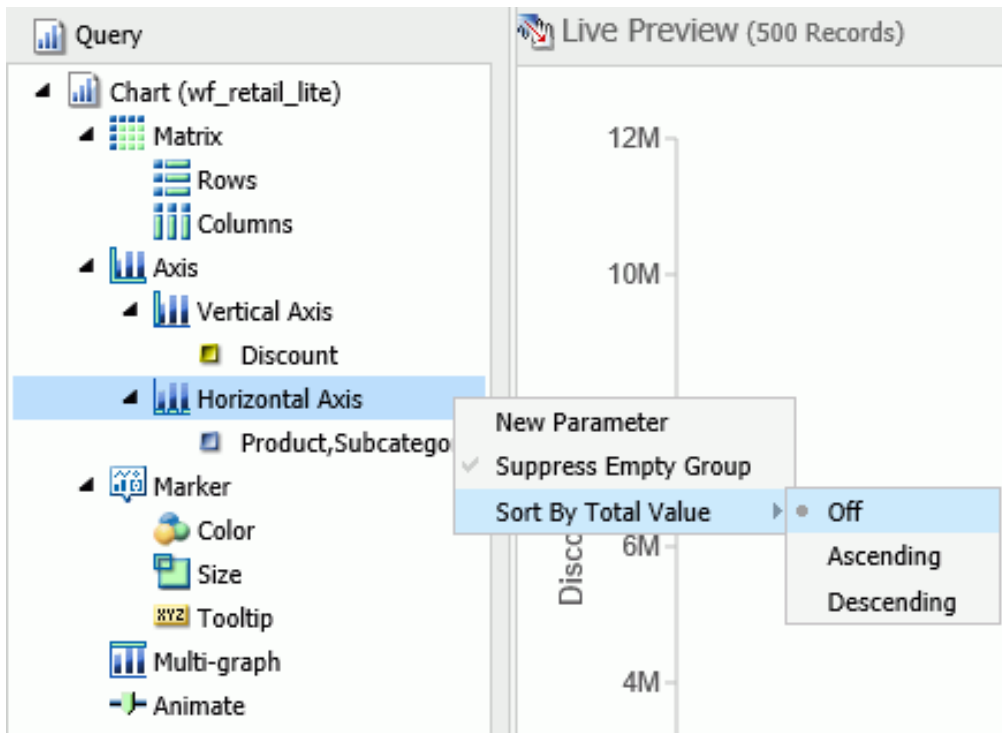 Query
Chart (wf_retail_lite)
Matrix
Rows
Columns
Axis
Vertical Axis
Discount
Horizontal Axis
Product,Subcatego
Marker
Color
Size
XYZ Tooltip
Multi-graph
Animate
Live Preview (500 Records)
12M
10M
6M
4M
Disco
New Parameter
Suppress Empty Group
Sort By Total Value
Off
Ascending
Descending